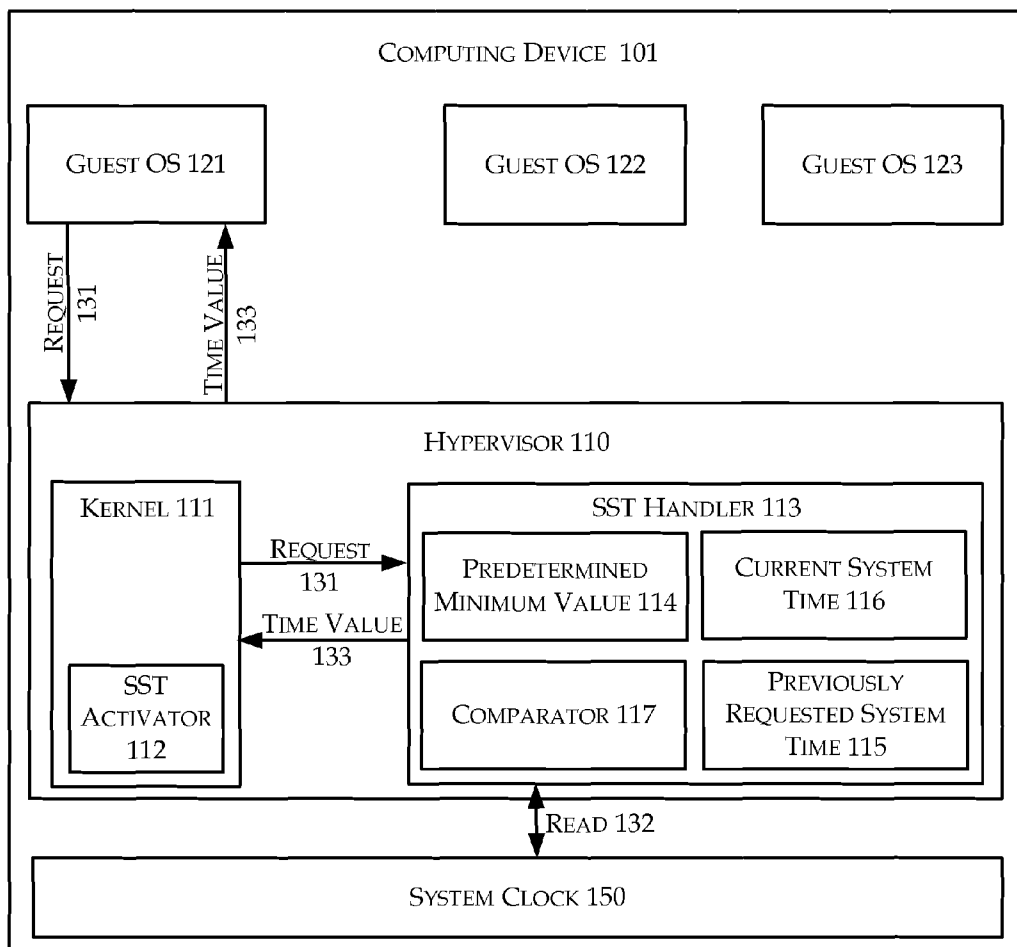 COMPUTING DEVICE 101
GUEST OS 121
GUEST OS 122
GUEST OS 123
REQUEST
131
TIME VALUE
133
HYPERVISOR 110
KERNEL 111
SST HANDLER 113
REQUEST
131
TIME VALUE
133
SST
ACTIVATOR
112
PREDETERMINED
MINIMUM VALUE 114
CURRENT SYSTEM
TIME 116
COMPARATOR 117
PREVIOUSLY
REQUESTED SYSTEM
TIME 115
READ 132
SYSTEM CLOCK 150